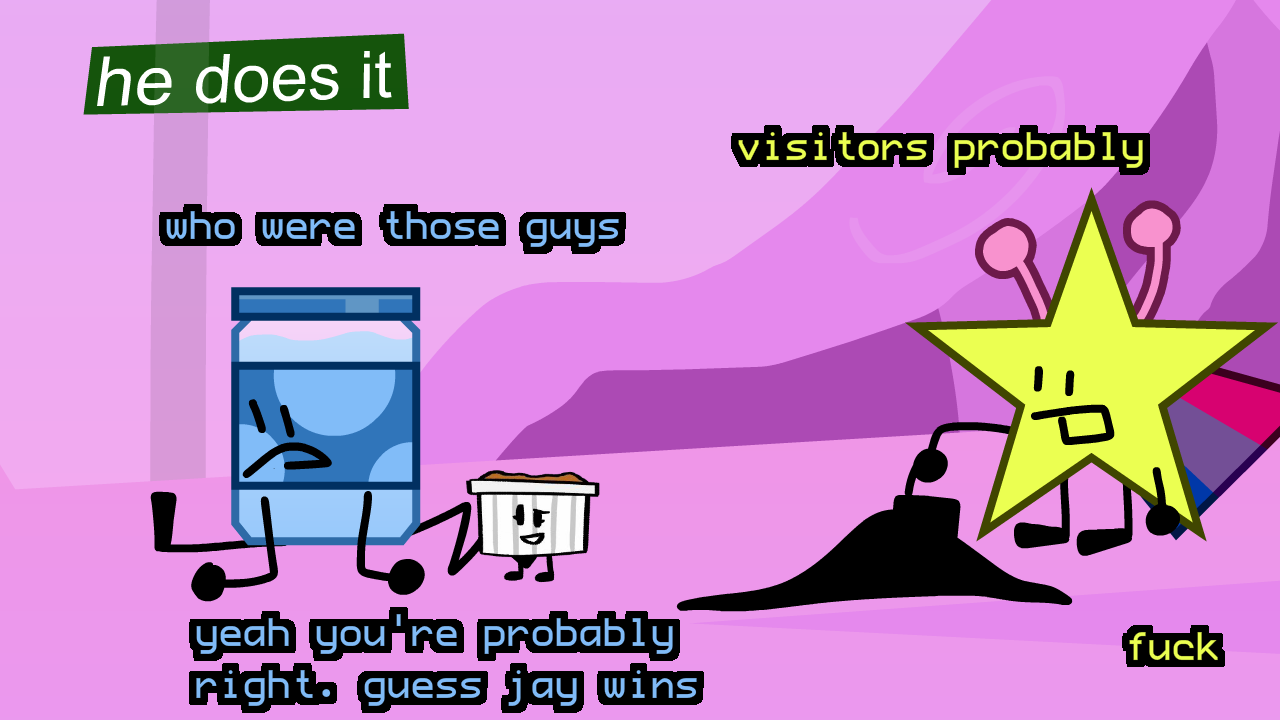 he does it
visitors probably
who were those guys
yeah you're probably
right. guess jay wins
fuck